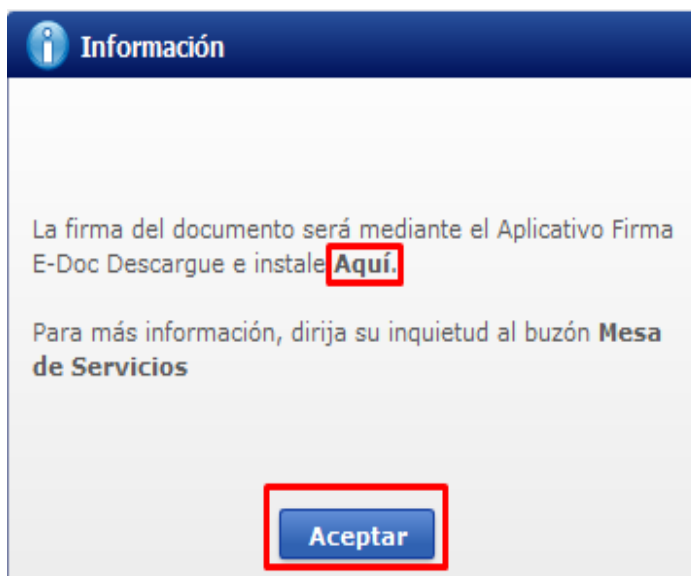 Información
La firma del documento será mediante el Aplicativo Firma
E-Doc Descargue e instale Aquí.
Para más información, dirija su inquietud al buzón Mesa
de Servicios
Aceptar